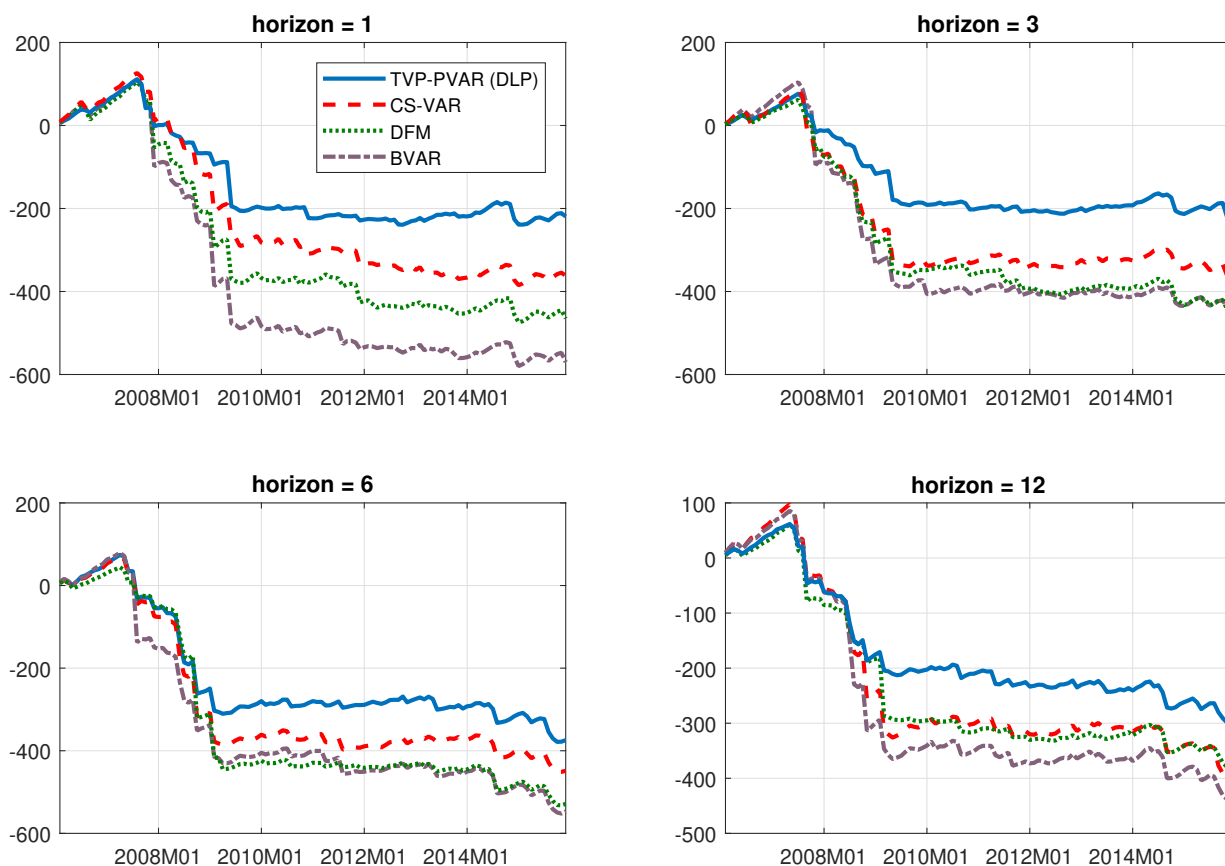 horizon = 1
200
0
-200
-400
-600
2008M01 2010M01 2012M01 2014M01
TVP-PVAR (DLP)
CS-VAR
DFM
BVAR
horizon = 3
200
0
-200
-400
-600
2008M01 2010M01 2012M01 2014M01
horizon = 6
200
0
-200
-400
-600
2008M01 2010M01 2012M01 2014M01
horizon = 12
100
0
-100
-200
-300
-400
-500
2008M01 2010M01 2012M01 2014M01